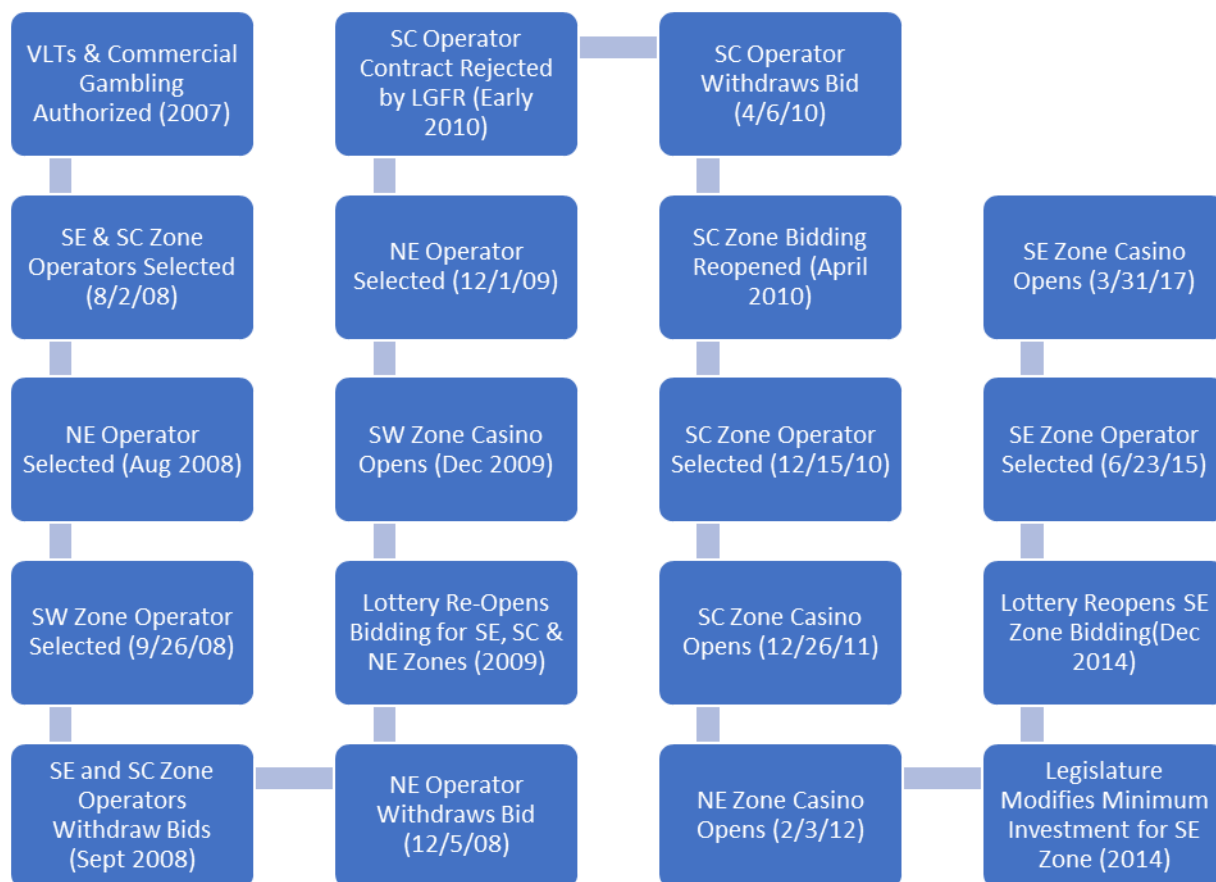 VLTs & Commercial
Gambling
Authorized (2007)
SE & SC Zone
Operators Selected
(8/2/08)
NE Operator
Selected (Aug 2008)
SW Zone Operator
Selected (9/26/08)
SE and SC Zone
Operators
Withdraw Bids
(Sept 2008)
NE Operator
Withdraws Bid
(12/5/08)
Lottery Re-Opens
Bidding for SE, SC &
NE Zones (2009)
SW Zone Casino
Opens (Dec 2009)
NE Operator
Selected (12/1/09)
SC Operator
Contract Rejected
by LGFR (Early
2010)
SC Operator
Withdraws Bid
(4/6/10)
SC Zone Bidding
Reopened (April
2010)
SC Zone Operator
Selected (12/15/10)
SC Zone Casino
Opens (12/26/11)
NE Zone Casino
Opens (2/3/12)
Legislature
Modifies Minimum
Investment for SE
Zone (2014)
Lottery Reopens SE
Zone Bidding(Dec
2014)
SE Zone Operator
Selected (6/23/15)
SE Zone Casino
Opens (3/31/17)